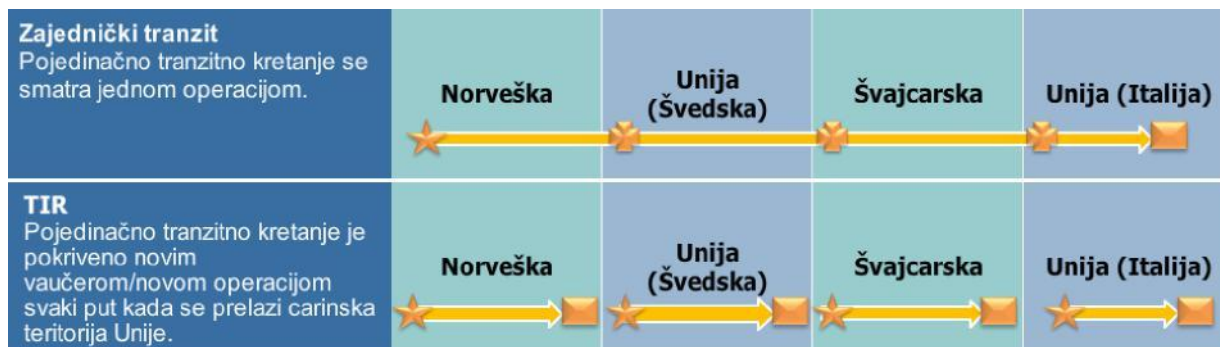 Zajednički tranzit
Pojedinačno tranzitno kretanje se
smatra jednom operacijom.
Norveška
Unija
(Švedska)
Švajcarska
Unija (Italija)
TIR
Pojedinačno tranzitno kretanje je
pokriveno novim
vaučerom/novom operacijom
svaki put kada se prelazi carinska
teritorija Unije.
Norveška
Unija
(Švedska)
Švajcarska
Unija (Italija)